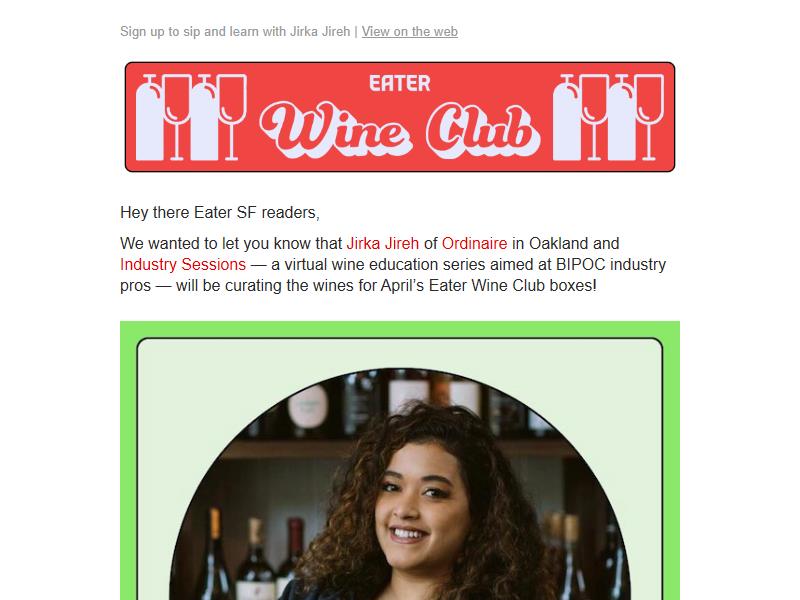 Sign up to sip and learn with Jirka Jireh | View on the web
EATER
Wine Club
Hey there Eater SF readers,
We wanted to let you know that Jirka Jireh of Ordinaire in Oakland and
Industry Sessions — a virtual wine education series aimed at BIPOC industry
pros — will be curating the wines for April’s Eater Wine Club boxes!